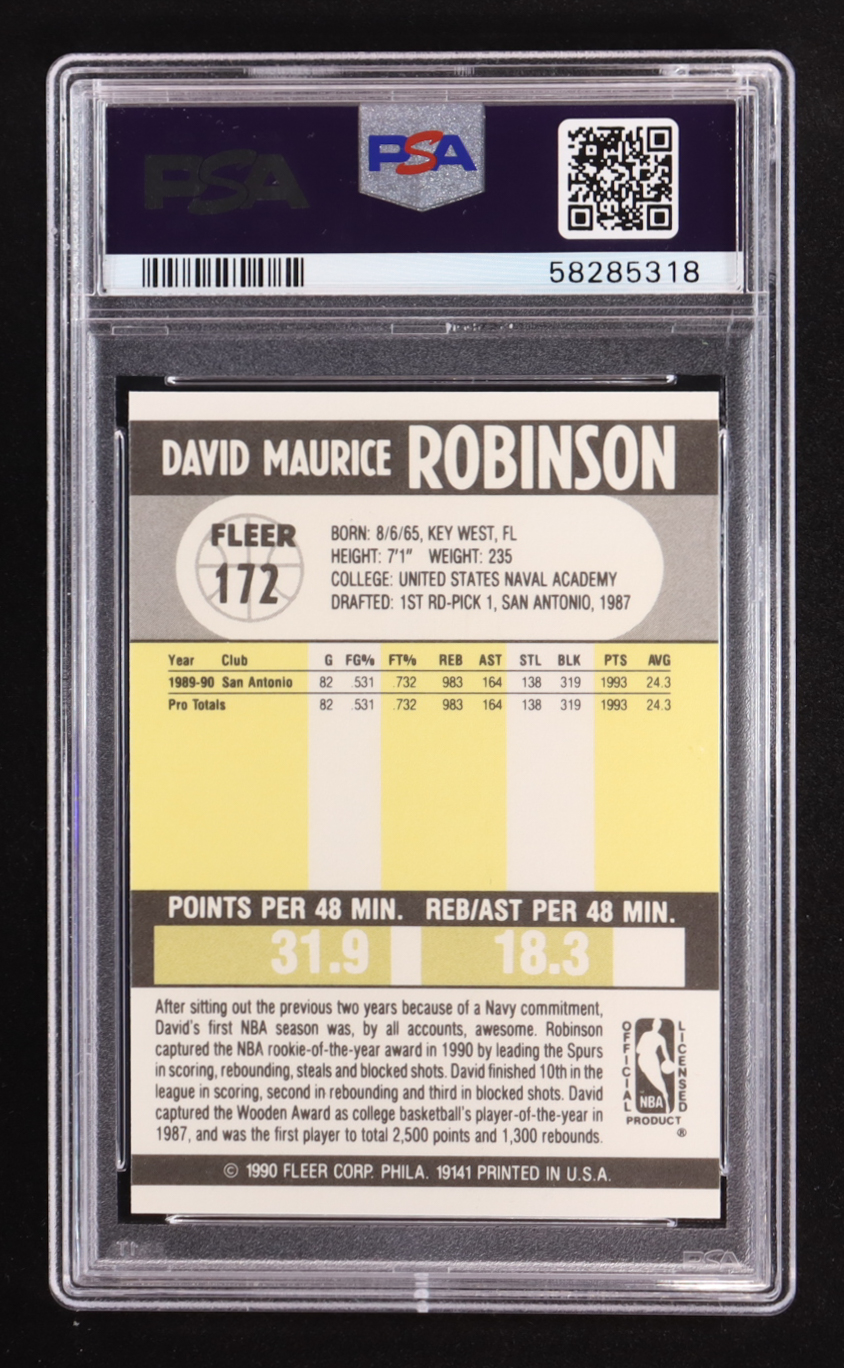 PSA
PSA
58285318
DAVID MAURICE ROBINSON
FLEER
172
BORN: 8/6/65, KEY WEST, FL
HEIGHT: 7'1" WEIGHT: 235
COLLEGE: UNITED STATES NAVAL ACADEMY
DRAFTED: 1ST RD-PICK 1, SAN ANTONIO, 1987
Year Club G FG% FT% REB AST STL BLK PTS AVG
1989-90 San Antonio 82 .531 .732 983 164 138 319 1993 24.3
Pro Totals 82 .531 .732 983 164 138 319 1993 24.3
POINTS PER 48 MIN. REB/AST PER 48 MIN.
31.9 18.3
After sitting out the previous two years because of a Navy commitment,
David's first NBA season was, by all accounts, awesome. Robinson
captured the NBA rookie-of-the-year award in 1990 by leading the Spurs
in scoring, rebounding, steals and blocked shots. David finished 10th in the
league in scoring, second in rebounding and third in blocked shots. David
captured the Wooden Award as college basketball's player-of-the-year in
1987, and was the first player to total 2,500 points and 1,300 rebounds.
OFFICIAL
LICENSED
NBA
PRODUCT
®
© 1990 FLEER CORP. PHILA. 19141 PRINTED IN U.S.A.
PSA